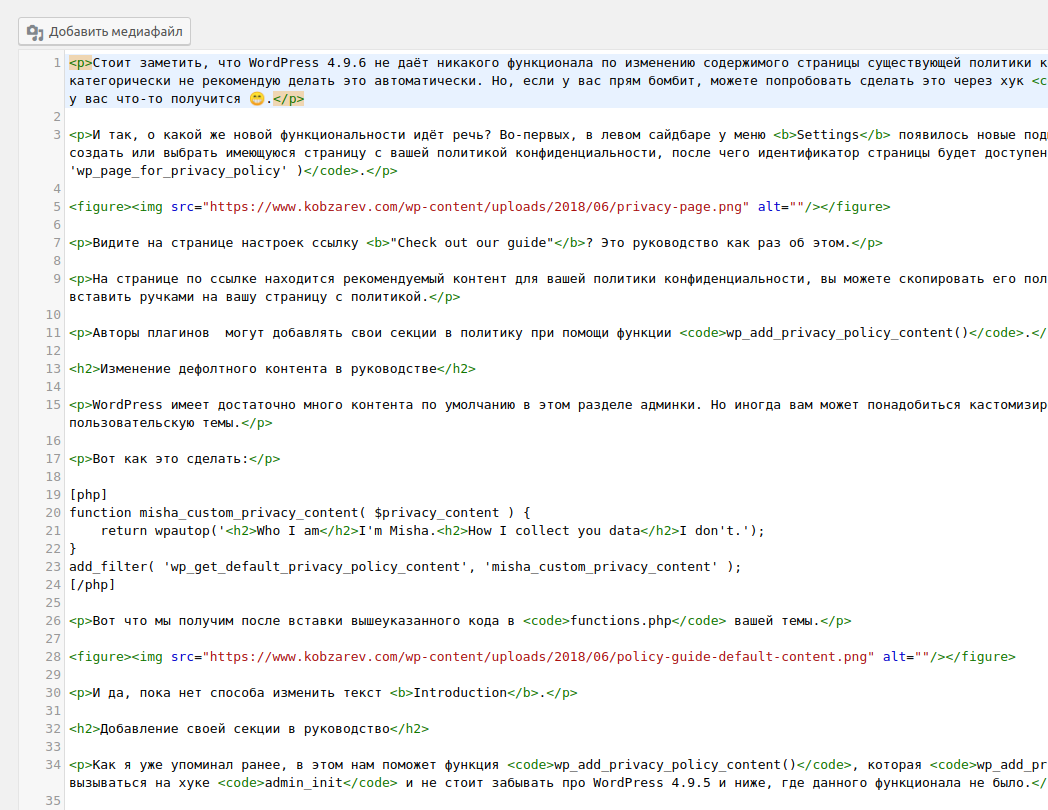 Добавить медиафайл
1 <p>Стоит заметить, что WordPress 4.9.6 не даёт никакого функционала по изменению содержимого страницы существующей политики к
категорически не рекомендую делать это автоматически. Но, если у вас прям бомбит, можете попробовать сделать это через хук <c
у вас что-то получится 😁.</p>
2
3 <p>И так, о какой же новой функциональности идёт речь? Во-первых, в левом сайдбаре у меню <b>Settings</b> появилось новые под
создать или выбрать имеющуюся страницу с вашей политикой конфиденциальности, после чего идентификатор страницы будет доступен
'wp_page_for_privacy_policy' )</code>.</p>
4
5 <figure><img src="https://www.kobzarev.com/wp-content/uploads/2018/06/privacy-page.png" alt=""/></figure>
6
7 <p>Видите на странице настроек ссылку <b>"Check out our guide"</b>? Это руководство как раз об этом.</p>
8
9 <p>На странице по ссылке находится рекомендуемый контент для вашей политики конфиденциальности, вы можете скопировать его пол
вставить ручками на вашу страницу с политикой.</p>
10
11 <p>Авторы плагинов  могут добавлять свои секции в политику при помощи функции <code>wp_add_privacy_policy_content()</code>.</
12
13 <h2>Изменение дефолтного контента в руководстве</h2>
14
15 <p>WordPress имеет достаточно много контента по умолчанию в этом разделе админки. Но иногда вам может понадобиться кастомизир
пользовательскую темы.</p>
16
17 <p>Вот как это сделать:</p>
18
19 [php]
20 function misha_custom_privacy_content( $privacy_content ) {
21     return wpautop('<h2>Who I am</h2>I'm Misha.<h2>How I collect you data</h2>I don't.');
22 }
23 add_filter( 'wp_get_default_privacy_policy_content', 'misha_custom_privacy_content' );
24 [/php]
25
26 <p>Вот что мы получим после вставки вышеуказанного кода в <code>functions.php</code> вашей темы.</p>
27
28 <figure><img src="https://www.kobzarev.com/wp-content/uploads/2018/06/policy-guide-default-content.png" alt=""/></figure>
29
30 <p>И да, пока нет способа изменить текст <b>Introduction</b>.</p>
31
32 <h2>Добавление своей секции в руководство</h2>
33
34 <p>Как я уже упоминал ранее, в этом нам поможет функция <code>wp_add_privacy_policy_content()</code>, которая <code>wp_add_pr
вызываться на хуке <code>admin_init</code> и не стоит забывать про WordPress 4.9.5 и ниже, где данного функционала не было.</
35